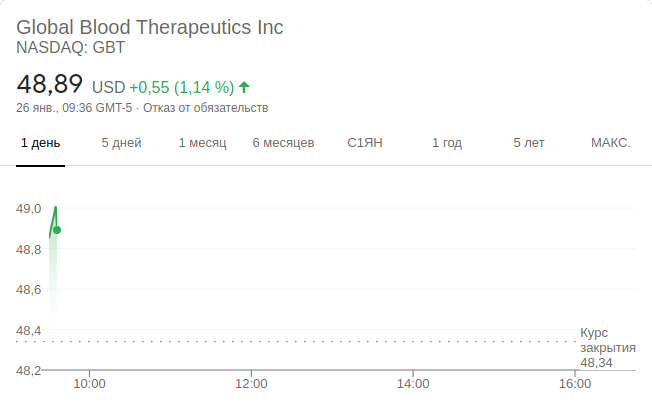 Global Blood Therapeutics Inc
NASDAQ: GBT
48,89 USD +0,55 (1,14 %)
26 янв., 09:36 GMT-5 · Отказ от обязательств
1 день 5 дней 1 месяц 6 месяцев С1ЯН 1 год 5 лет МАКС.
49,0
48,8
48,6
48,4
48,2
Курс
закрытия
48,34
10:00 12:00 14:00 16:00